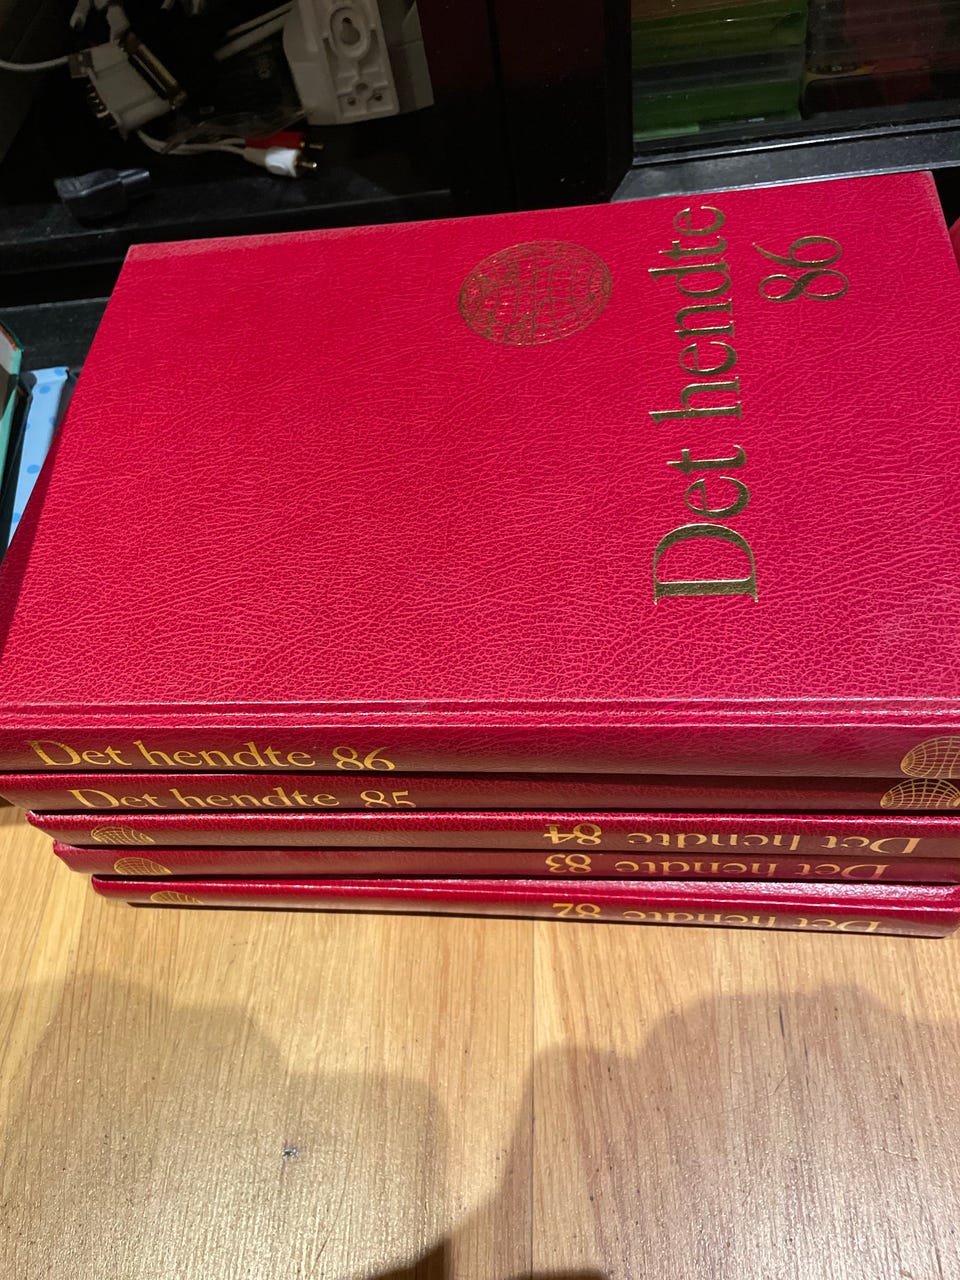 Det hendte
86
Det hendte 86
Det hendte 85
Det hendte 84
Det hendte 83
Det hendte 82